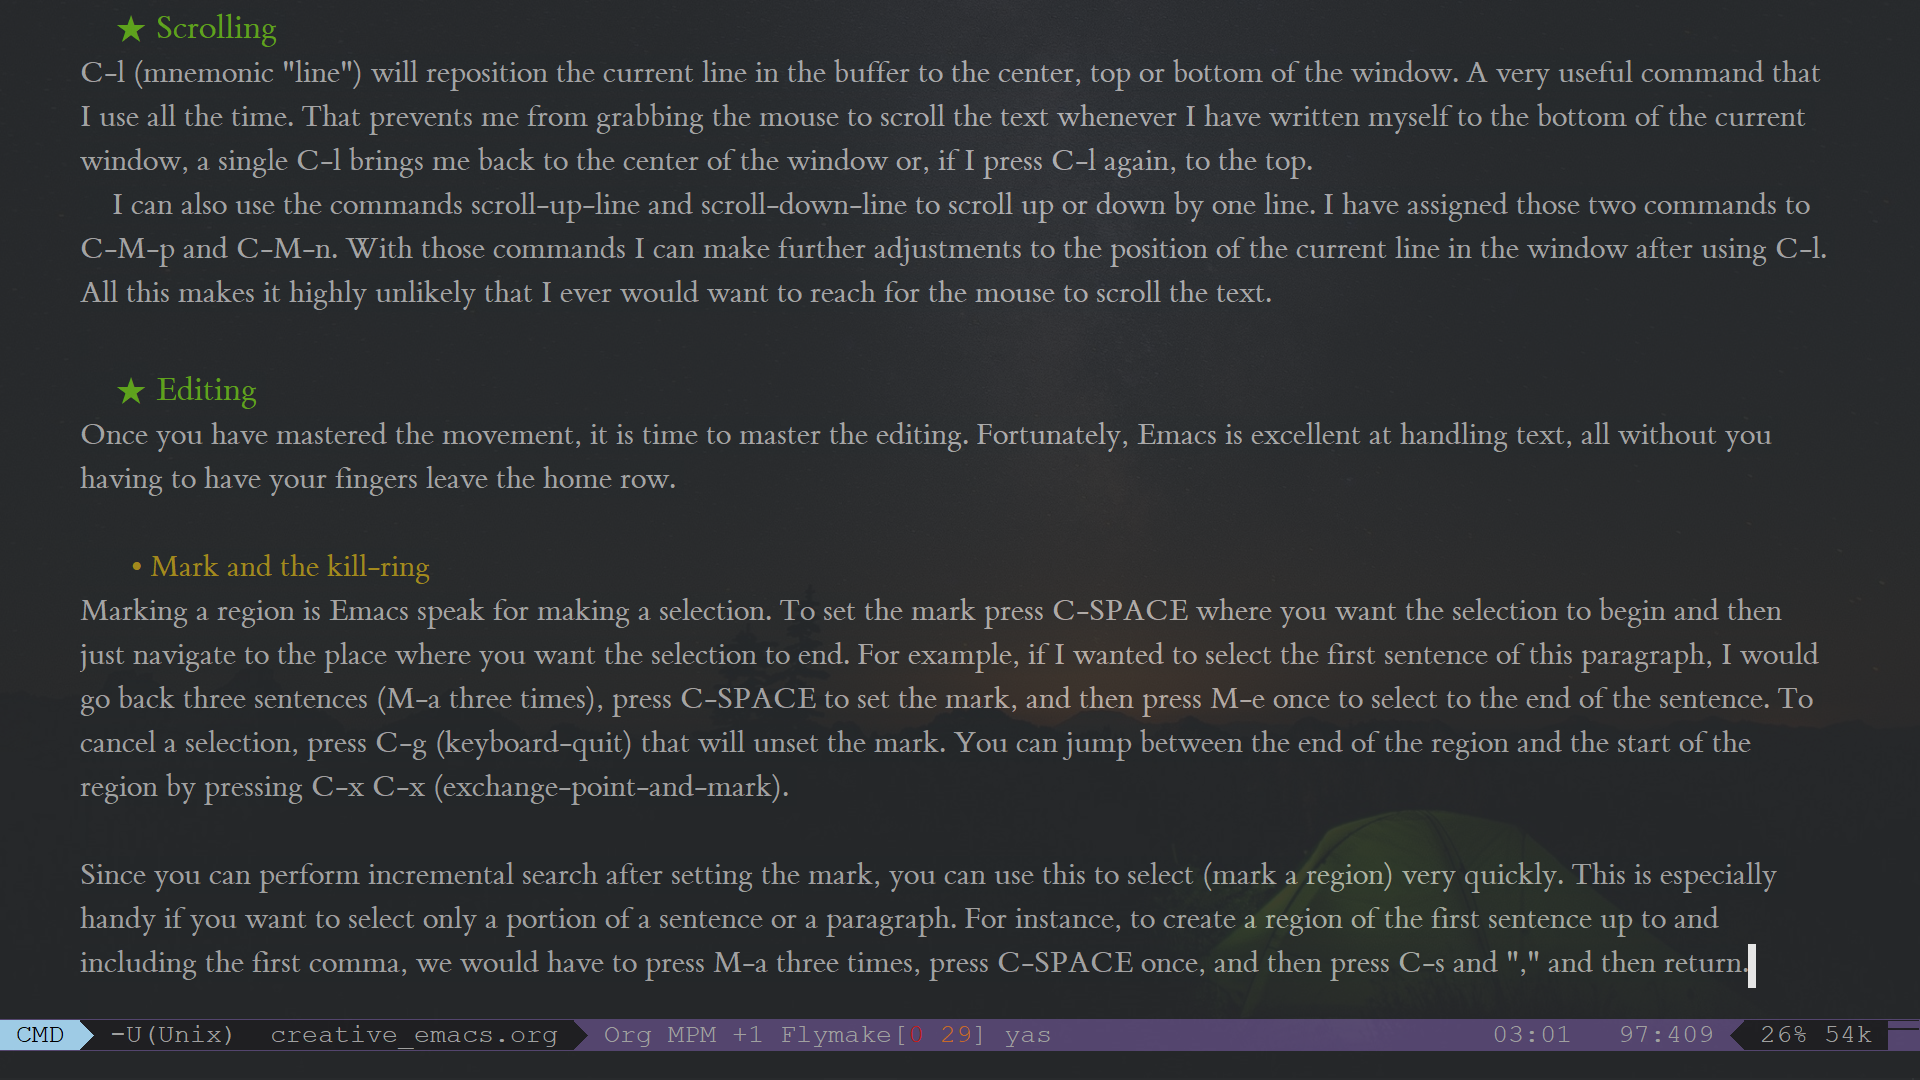 ★ Scrolling
C-l (mnemonic "line") will reposition the current line in the buffer to the center, top or bottom of the window. A very useful command that
I use all the time. That prevents me from grabbing the mouse to scroll the text whenever I have written myself to the bottom of the current
window, a single C-l brings me back to the center of the window or, if I press C-l again, to the top.
I can also use the commands scroll-up-line and scroll-down-line to scroll up or down by one line. I have assigned those two commands to
C-M-p and C-M-n. With those commands I can make further adjustments to the position of the current line in the window after using C-l.
All this makes it highly unlikely that I ever would want to reach for the mouse to scroll the text.
★ Editing
Once you have mastered the movement, it is time to master the editing. Fortunately, Emacs is excellent at handling text, all without you
having to have your fingers leave the home row.
• Mark and the kill-ring
Marking a region is Emacs speak for making a selection. To set the mark press C-SPACE where you want the selection to begin and then
just navigate to the place where you want the selection to end. For example, if I wanted to select the first sentence of this paragraph, I would
go back three sentences (M-a three times), press C-SPACE to set the mark, and then press M-e once to select to the end of the sentence. To
cancel a selection, press C-g (keyboard-quit) that will unset the mark. You can jump between the end of the region and the start of the
region by pressing C-x C-x (exchange-point-and-mark).
Since you can perform incremental search after setting the mark, you can use this to select (mark a region) very quickly. This is especially
handy if you want to select only a portion of a sentence or a paragraph. For instance, to create a region of the first sentence up to and
including the first comma, we would have to press M-a three times, press C-SPACE once, and then press C-s and "," and then return.
CMD -U(Unix) creative_emacs.org Org MPM +1 Flymake[0 29] yas 03:01 97:409 26% 54k